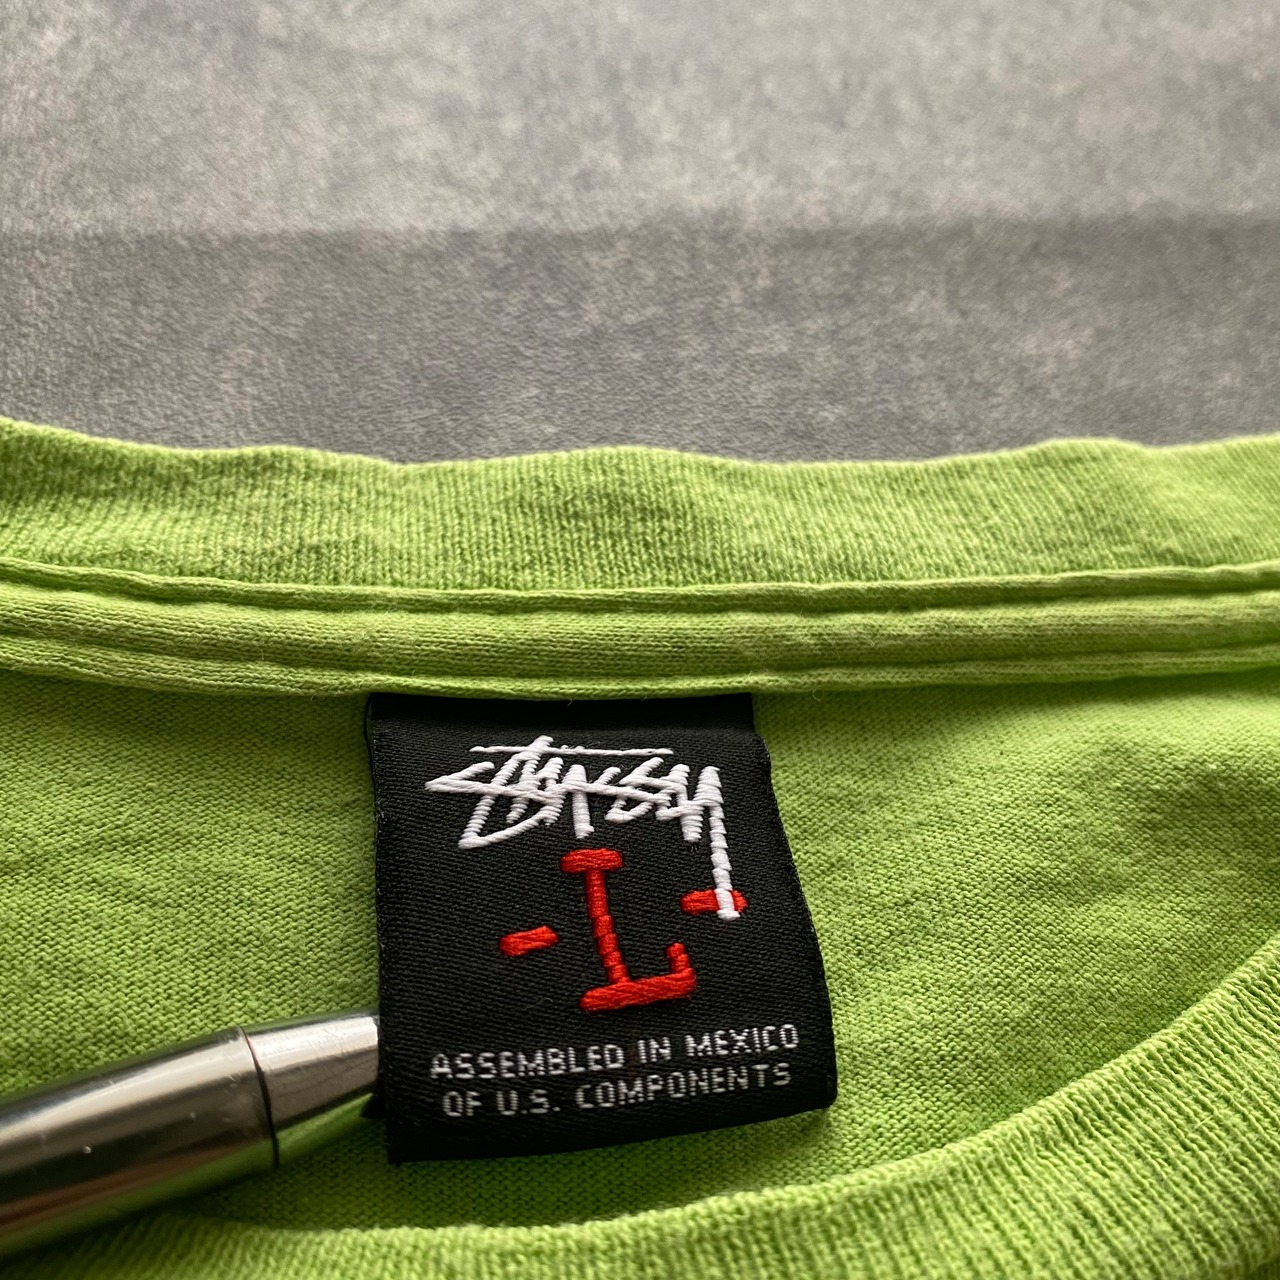 Stüssy
- L -
ASSEMBLED IN MEXICO
OF U.S. COMPONENTS